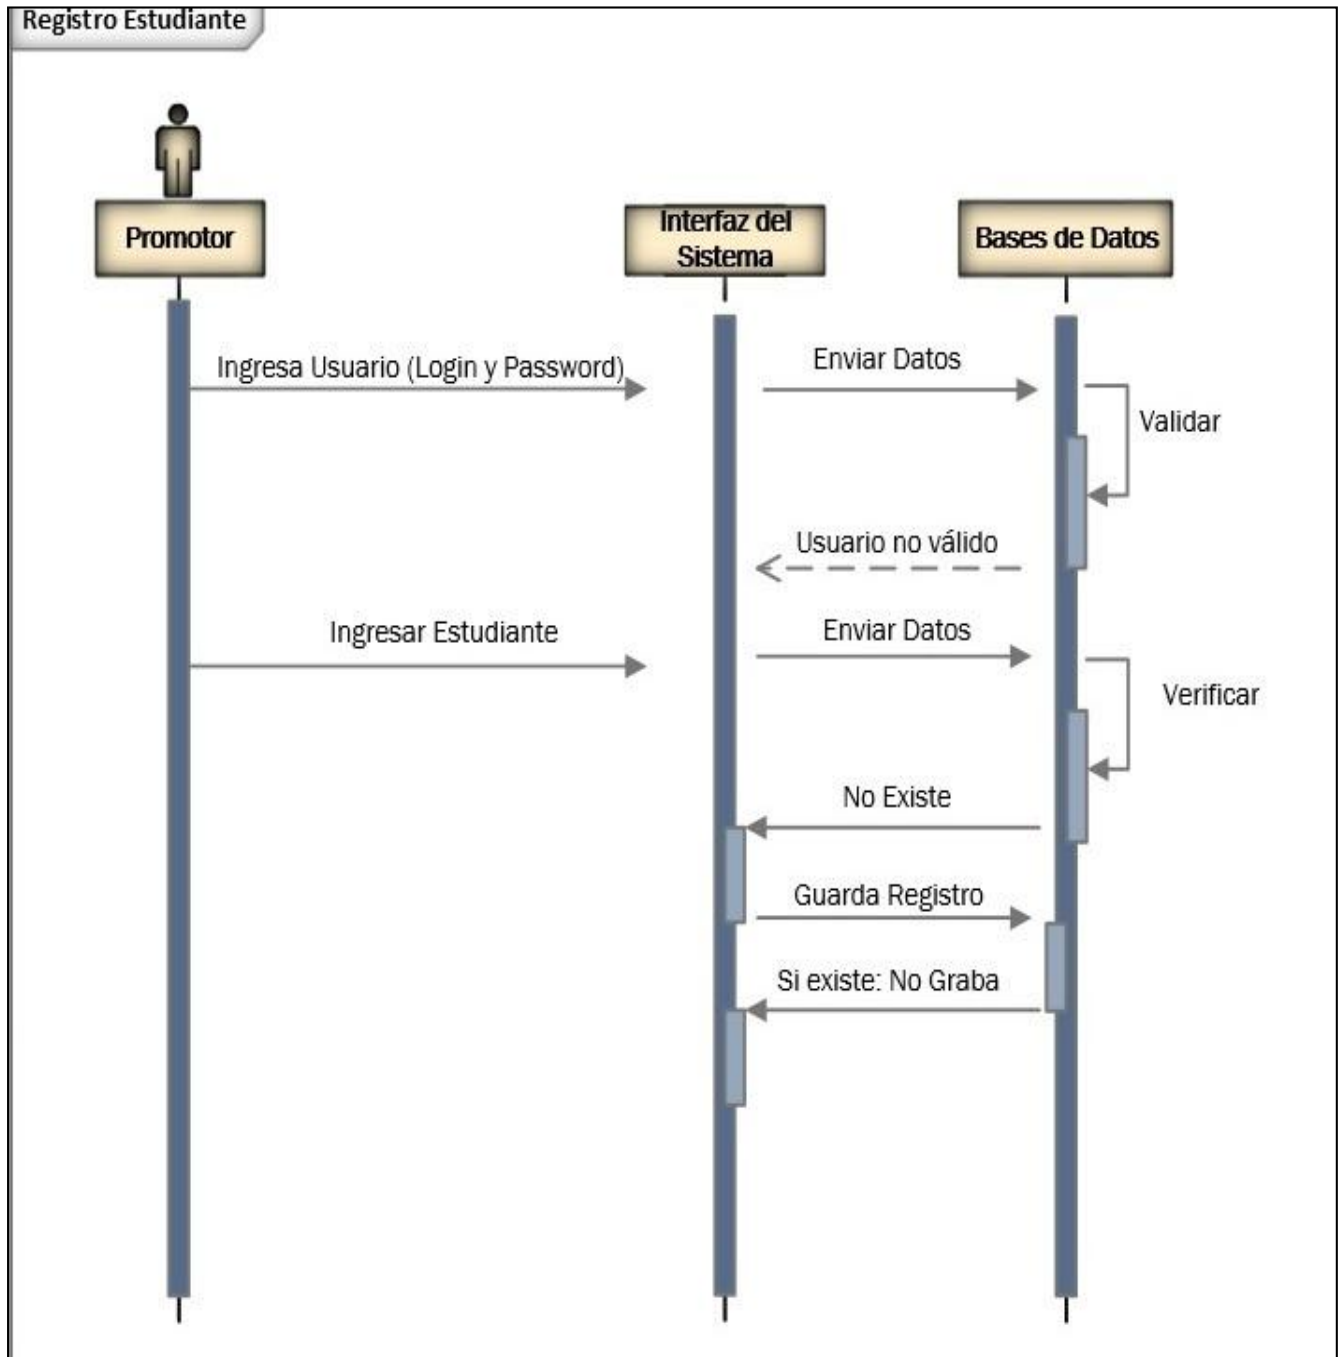 Registro Estudiante
Promotor
Interfaz del
Sistema
Bases de Datos
Ingresa Usuario (Login y Password)
Enviar Datos
Validar
Usuario no válido
Ingresar Estudiante
Enviar Datos
Verificar
No Existe
Guarda Registro
Si existe: No Graba